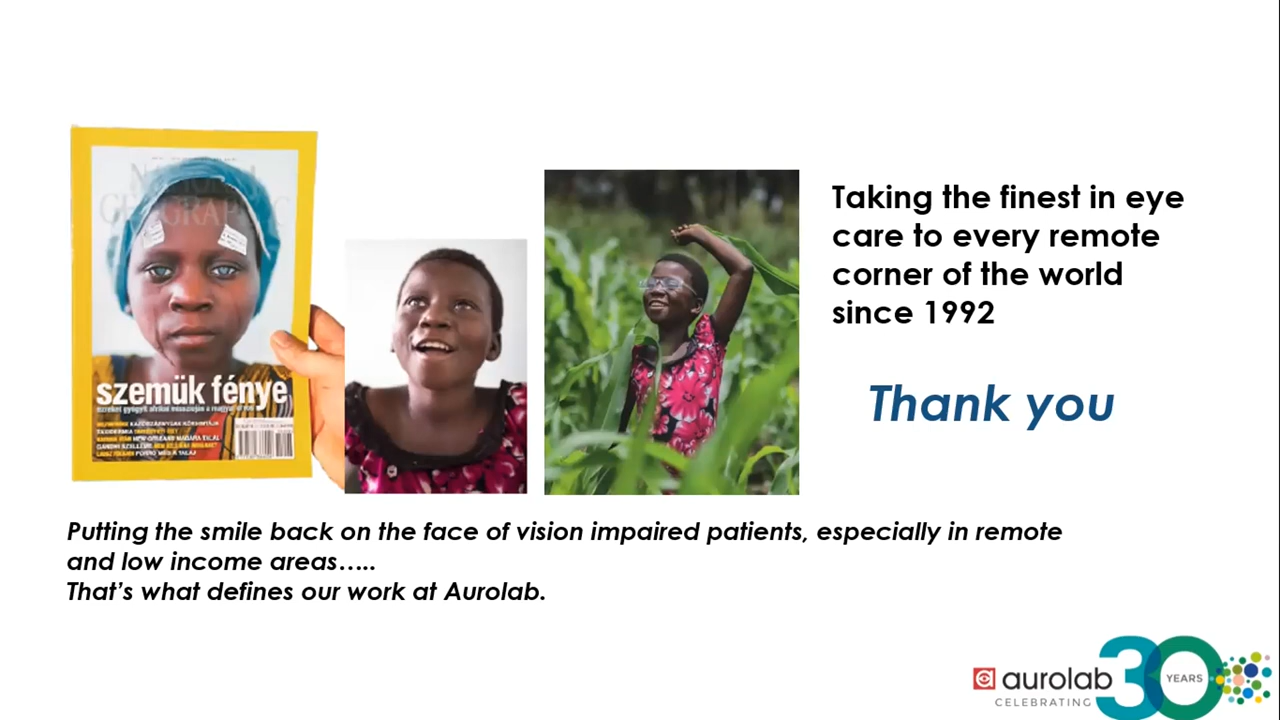 NATIONAL
GEOGRAPHIC
szemük fénye
Taking the finest in eye
care to every remote
corner of the world
since 1992
Thank you
Putting the smile back on the face of vision impaired patients, especially in remote
and low income areas…..
That’s what defines our work at Aurolab.
aurolab
CELEBRATING
30
YEARS